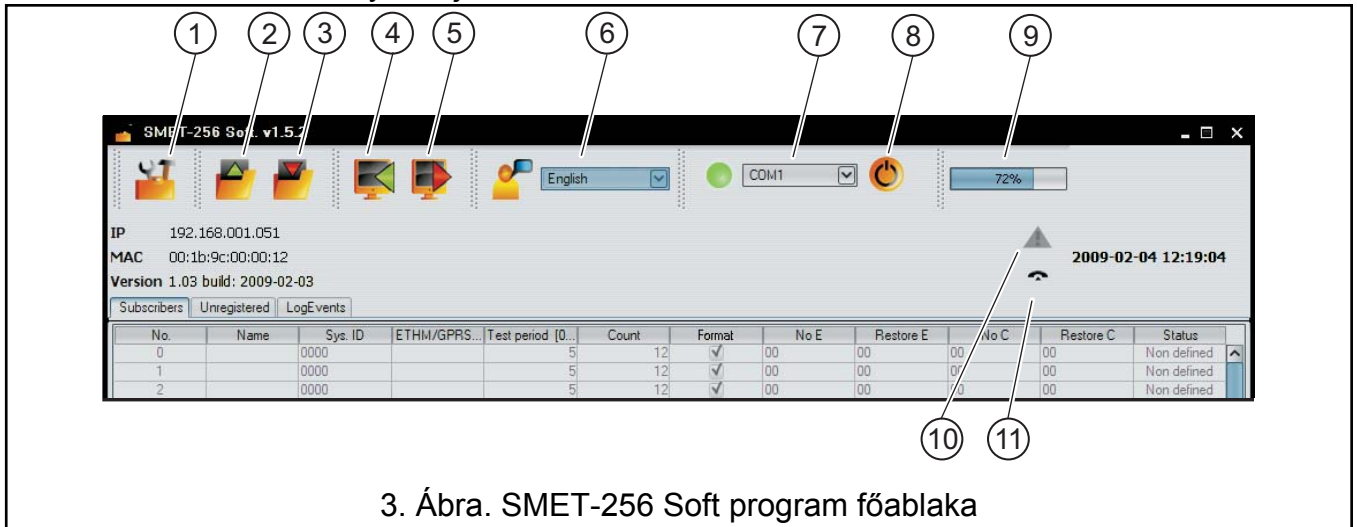 1 2 3 4 5 6 7 8 9
SMET-256 Soft. v1.5.2
English COM1 72%
IP 192.168.001.051
MAC 00:1b:9c:00:00:12
2009-02-04 12:19:04
Version 1.03 build: 2009-02-03
Subscribers Unregistered LogEvents
No. Name Sys. ID ETHM/GPRS... Test period [0... Count Format No E Restore E No C Restore C Status
0 0000 5 12 00 00 00 00 Non defined
1 0000 5 12 00 00 00 00 Non defined
2 0000 5 12 00 00 00 00 Non defined
10 11
3. Ábra. SMET-256 Soft program főablaka